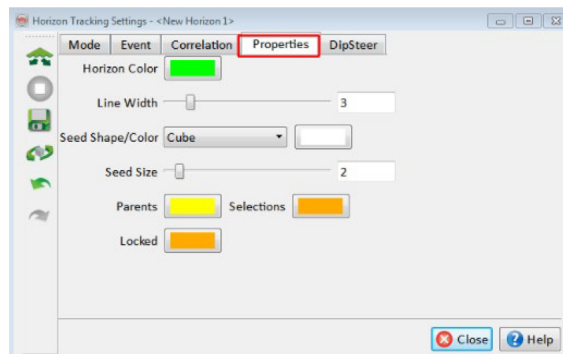 Horizon Tracking Settings - <New Horizon 1>
Mode Event Correlation Properties DipSteer
Horizon Color
Line Width 3
Seed Shape/Color Cube
Seed Size 2
Parents Selections
Locked
Close Help